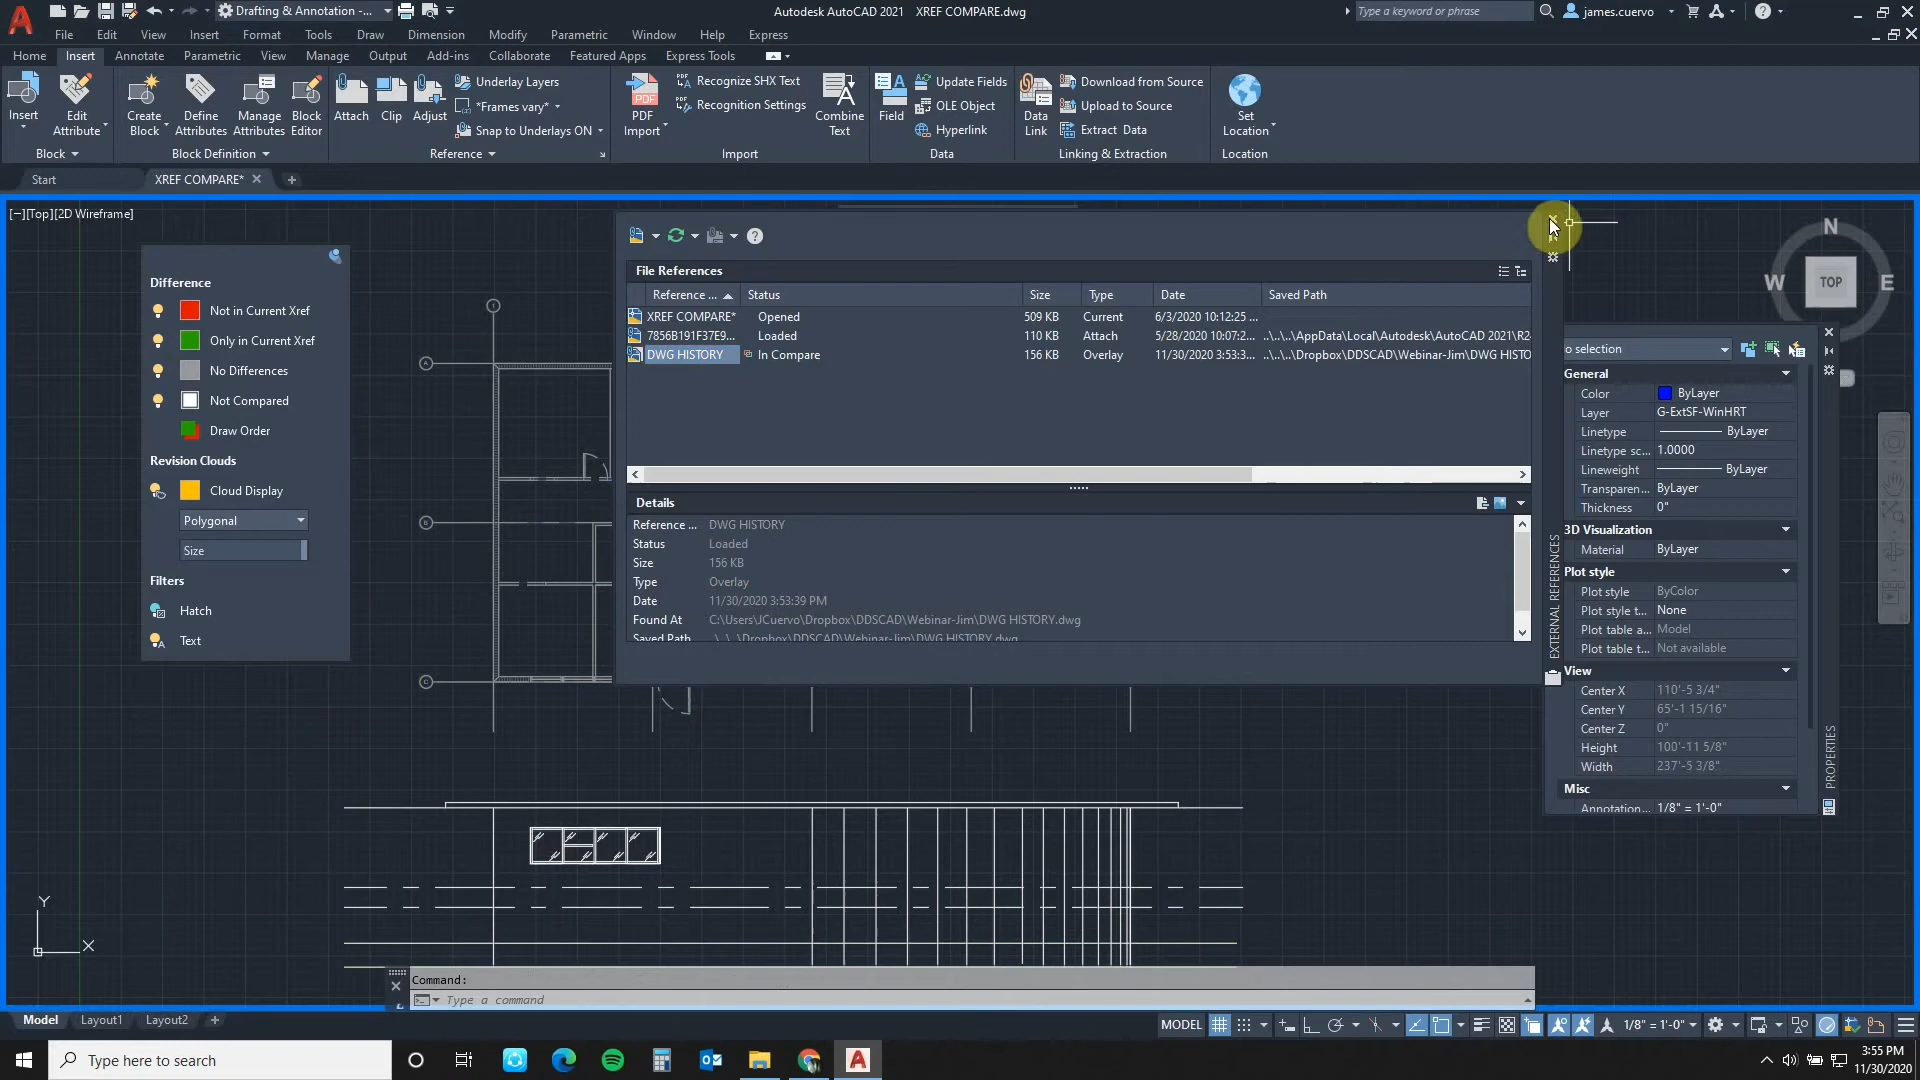 Drafting & Annotation -...
Autodesk AutoCAD 2021 XREF COMPARE.dwg
Type a keyword or phrase
james.cuervo
File Edit View Insert Format Tools Draw Dimension Modify Parametric Window Help Express
Home Insert Annotate Parametric View Manage Output Add-ins Collaborate Featured Apps Express Tools
Insert
Edit Attribute
Create Block
Define Attributes
Manage Attributes
Block Editor
Attach
Clip
Adjust
Underlay Layers
*Frames vary*
Snap to Underlays ON
PDF Import
Recognize SHX Text
Recognition Settings
Combine Text
Field
Update Fields
OLE Object
Hyperlink
Data Link
Download from Source
Upload to Source
Extract Data
Set Location
Block
Block Definition
Reference
Import
Data
Linking & Extraction
Location
Start
XREF COMPARE*
[−][Top][2D Wireframe]
Difference
Not in Current Xref
Only in Current Xref
No Differences
Not Compared
Draw Order
Revision Clouds
Cloud Display
Polygonal
Size
Filters
Hatch
Text
File References
Reference ... Status Size Type Date Saved Path
XREF COMPARE* Opened 509 KB Current 6/3/2020 10:12:25 ...
7856B191F37E9... Loaded 110 KB Attach 5/28/2020 10:07:2... ..\..\..\AppData\Local\Autodesk\AutoCAD 2021\R2
DWG HISTORY In Compare 156 KB Overlay 11/30/2020 3:53:3... ..\..\..\Dropbox\DDSCAD\Webinar-Jim\DWG HISTO
Details
Reference ... DWG HISTORY
Status Loaded
Size 156 KB
Type Overlay
Date 11/30/2020 3:53:39 PM
Found At C:\Users\JCuervo\Dropbox\DDSCAD\Webinar-Jim\DWG HISTORY.dwg
Saved Path ..\..\..\Dropbox\DDSCAD\Webinar-Jim\DWG HISTORY.dwg
EXTERNAL REFERENCES
N
W TOP E
o selection
General
Color ByLayer
Layer G-ExtSF-WinHRT
Linetype ByLayer
Linetype sc... 1.0000
Lineweight ByLayer
Transparen... ByLayer
Thickness 0"
3D Visualization
Material ByLayer
Plot style
Plot style ByColor
Plot style t... None
Plot table a... Model
Plot table t... Not available
View
Center X 110'-5 3/4"
Center Y 65'-1 15/16"
Center Z 0"
Height 100'-11 5/8"
Width 237'-5 3/8"
Misc
Annotation... 1/8" = 1'-0"
PROPERTIES
1
A
B
C
Y
X
Command:
Type a command
Model Layout1 Layout2
MODEL
1/8" = 1'-0"
Type here to search
3:55 PM
11/30/2020